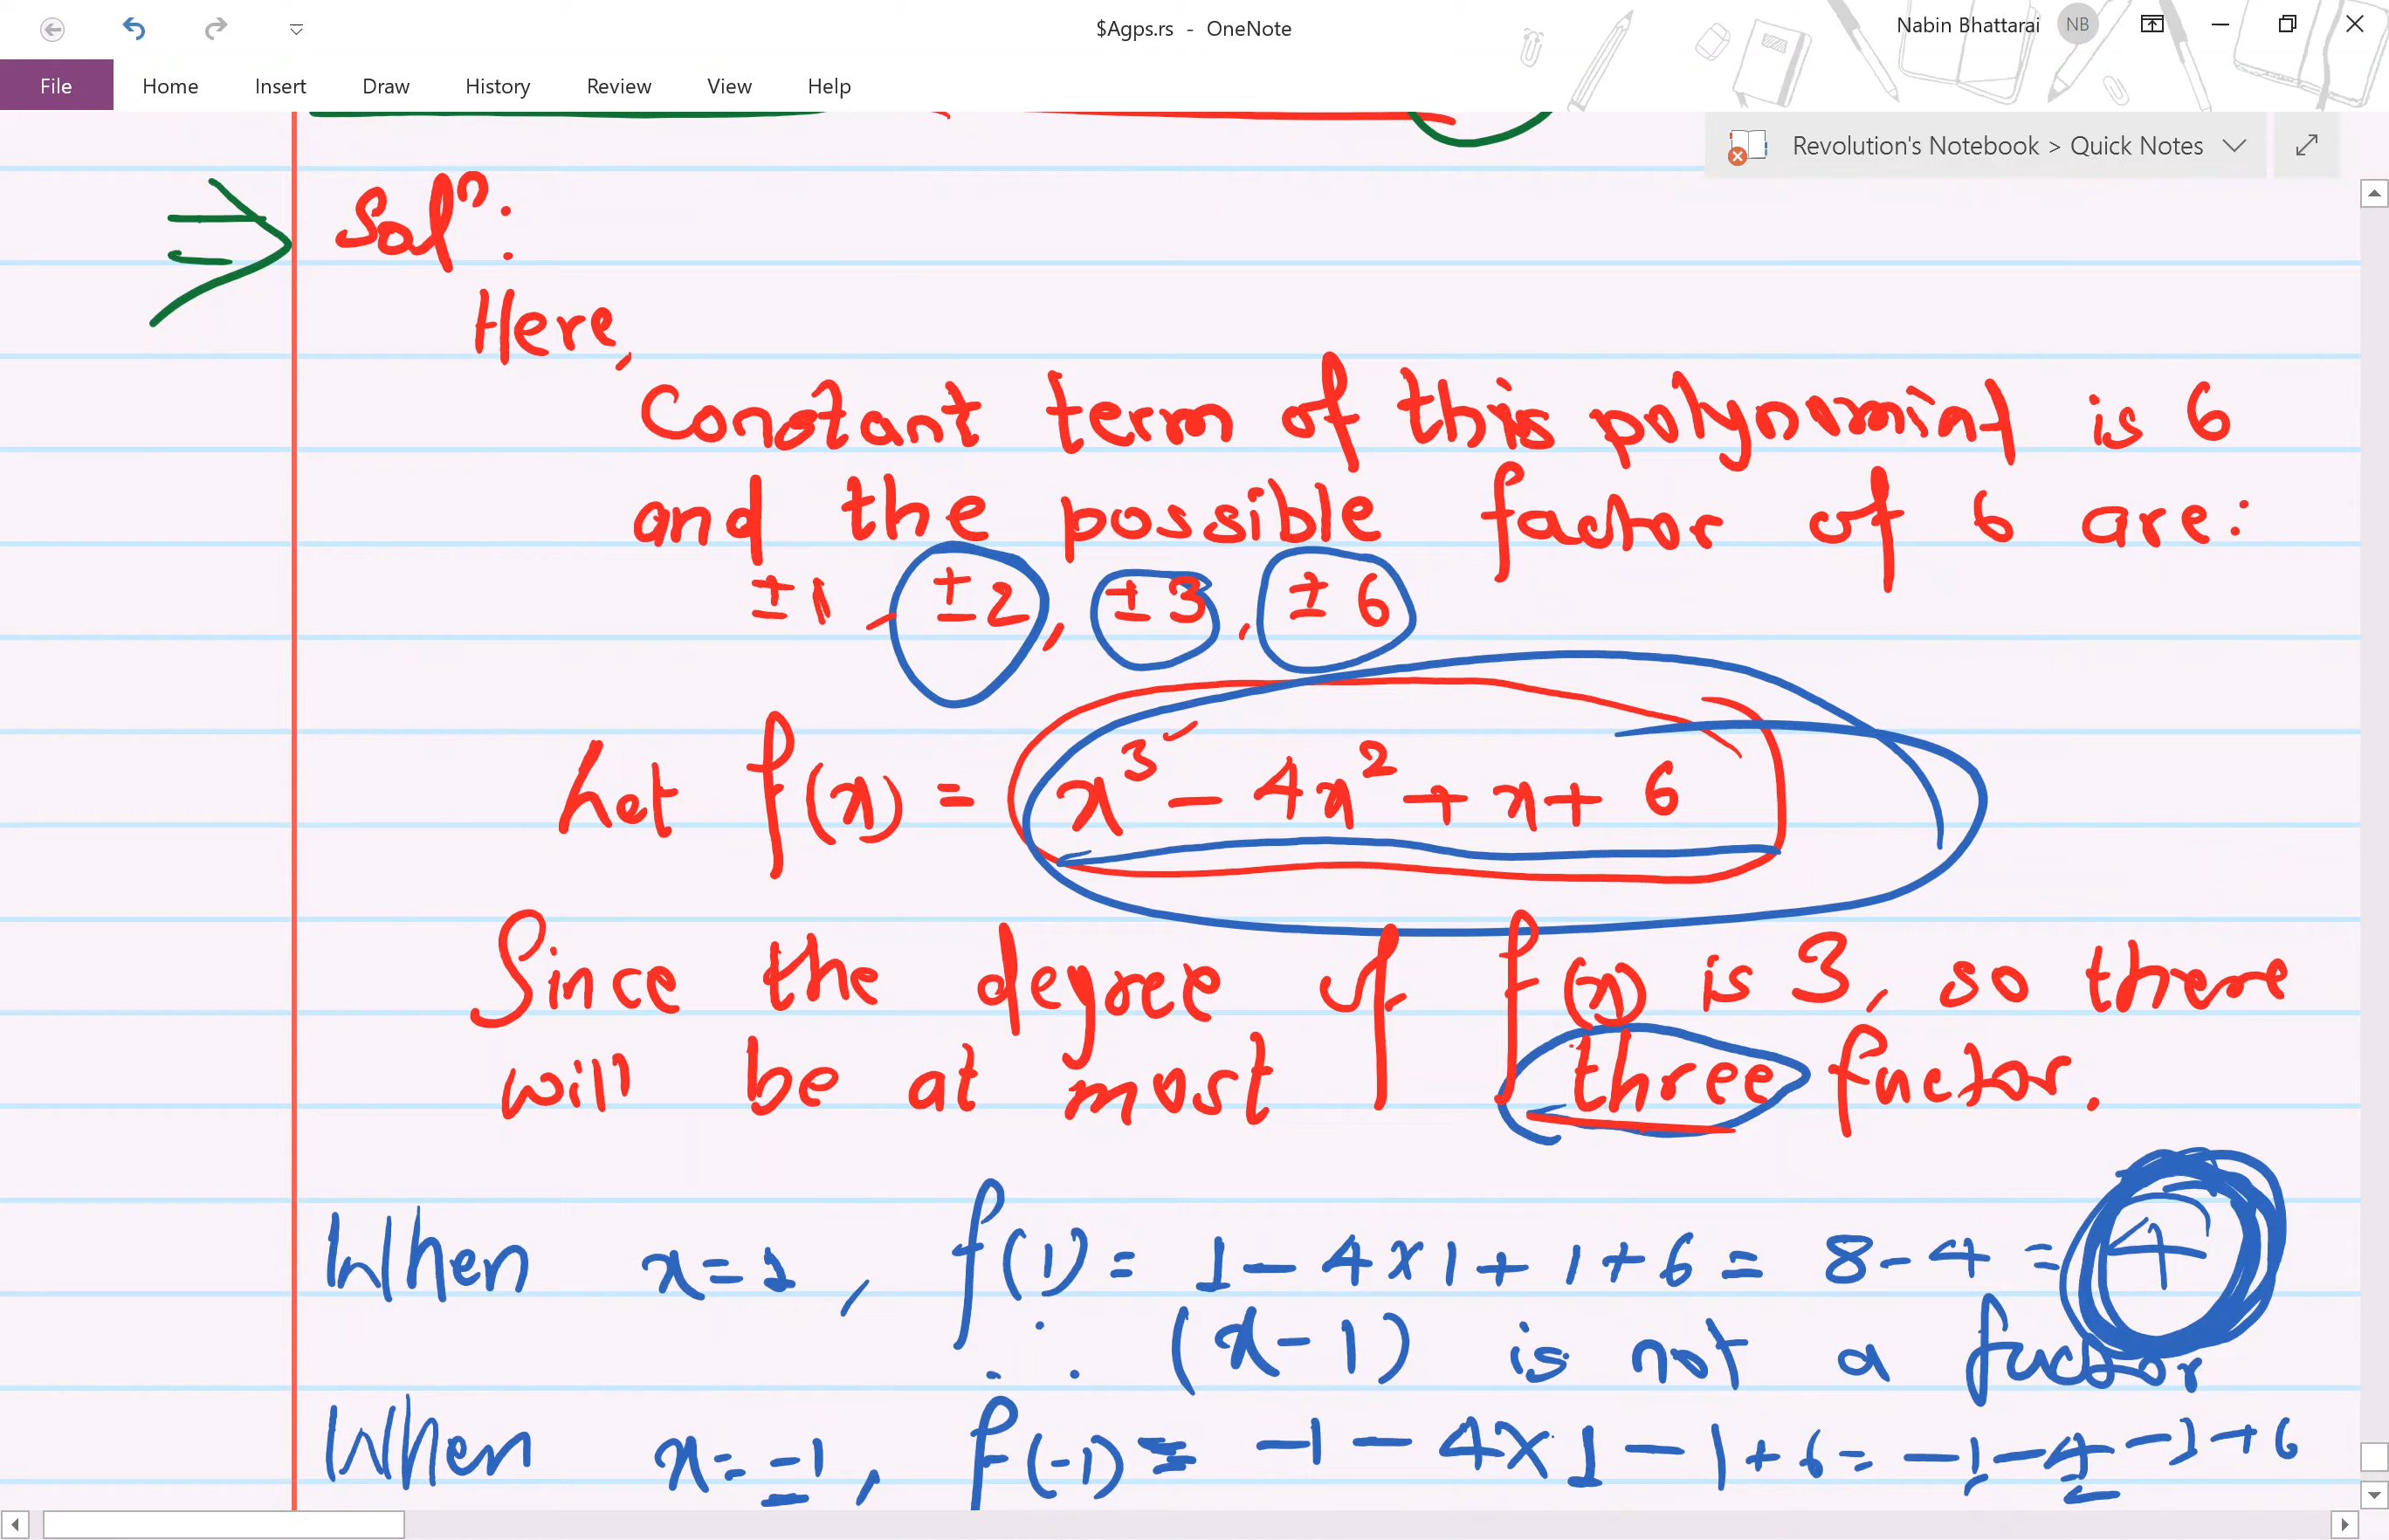 $Agps.rs - OneNote
Nabin Bhattarai NB
File Home Insert Draw History Review View Help
Revolution's Notebook > Quick Notes
Solⁿ:
Here,
Constant term of this polynomial is 6
and the possible factor of 6 are:
±1, ±2, ±3, ±6
Let f(x) = x³ - 4x² + x + 6
Since the degree of f(x) is 3, so there
will be at most three factor.
When x=1, f(1) = 1 - 4×1 + 1 + 6 = 8 - 4 = 4
∴ (x-1) is not a factor
When x=-1, f(-1) = -1 - 4×1 - 1 + 6 = -1 - 4 - 1 + 6